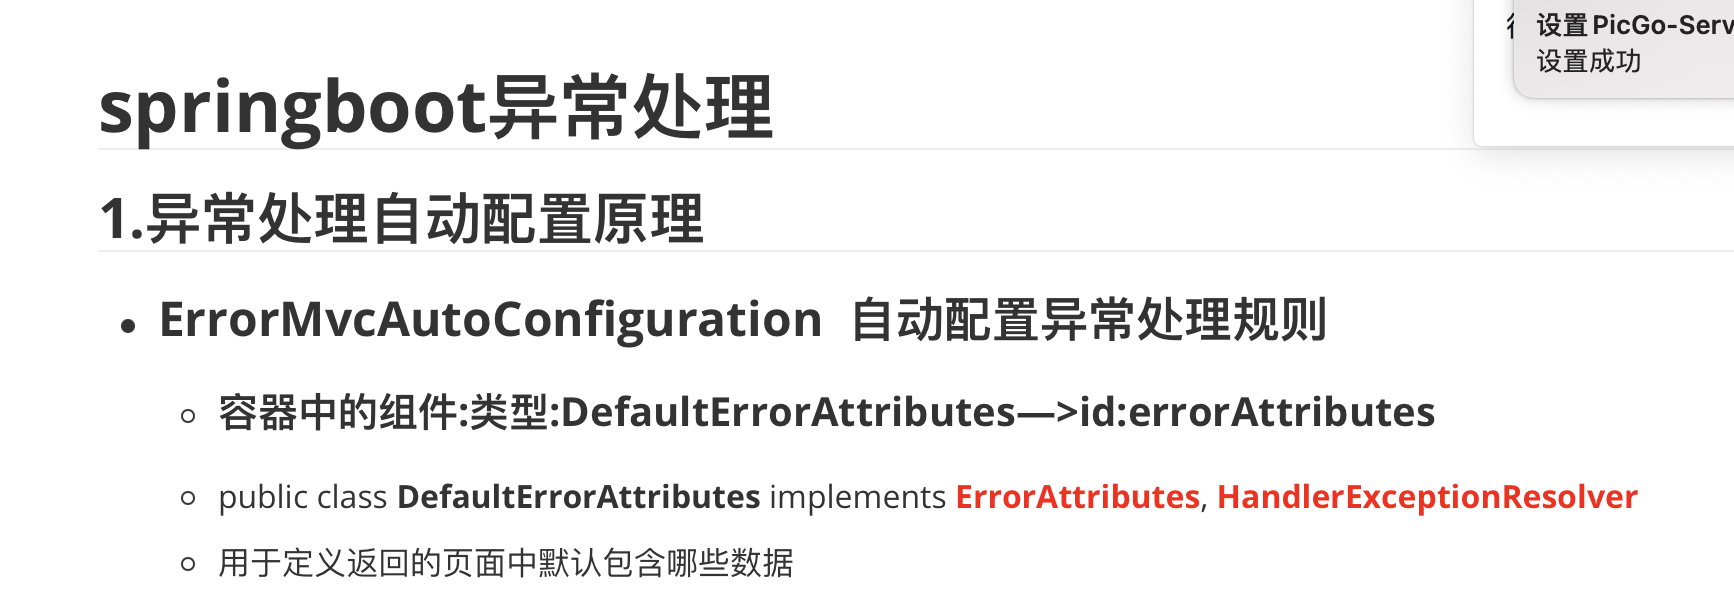 设置 PicGo-Serv
设置成功
springboot异常处理
1.异常处理自动配置原理
ErrorMvcAutoConfiguration 自动配置异常处理规则
容器中的组件:类型:DefaultErrorAttributes—>id:errorAttributes
public class DefaultErrorAttributes implements ErrorAttributes, HandlerExceptionResolver
用于定义返回的页面中默认包含哪些数据